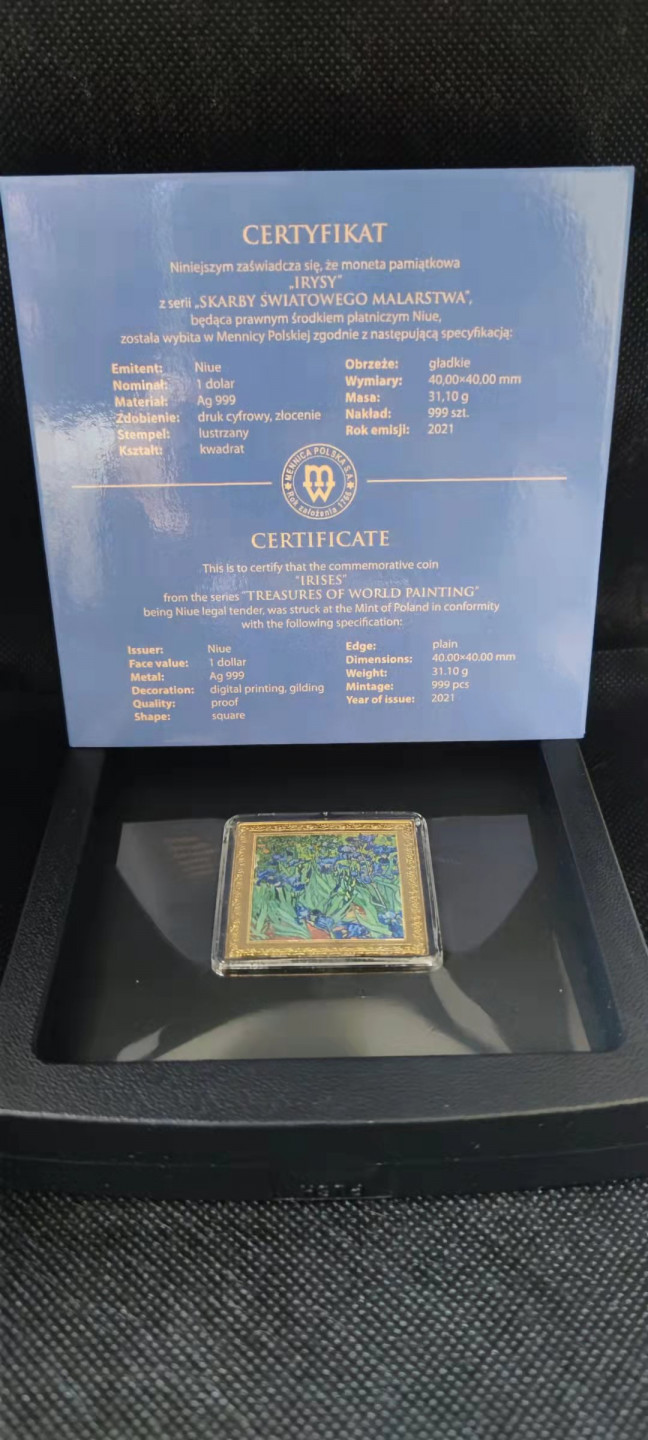 CERTYFIKAT
Niniejszym zaświadcza się, że moneta pamiątkowa
„IRYSY”
z serii „SKARBY ŚWIATOWEGO MALARSTWA”,
będąca prawnym środkiem płatniczym Niue,
została wybita w Mennicy Polskiej zgodnie z następującą specyfikacją:
Emitent: Niue
Nominał: 1 dolar
Materiał: Ag 999
Zdobienie: druk cyfrowy, złocenie
Stempel: lustrzany
Kształt: kwadrat
Obrzeże: gładkie
Wymiary: 40,00×40,00 mm
Masa: 31,10 g
Nakład: 999 szt.
Rok emisji: 2021
MENNICA POLSKA S.A.
MW
Rok założenia 1766
CERTIFICATE
This is to certify that the commemorative coin
"IRISES"
from the series "TREASURES OF WORLD PAINTING"
being Niue legal tender, was struck at the Mint of Poland in conformity
with the following specification:
Issuer: Niue
Face value: 1 dollar
Metal: Ag 999
Decoration: digital printing, gilding
Quality: proof
Shape: square
Edge: plain
Dimensions: 40.00×40.00 mm
Weight: 31.10 g
Mintage: 999 pcs
Year of issue: 2021
PUSH